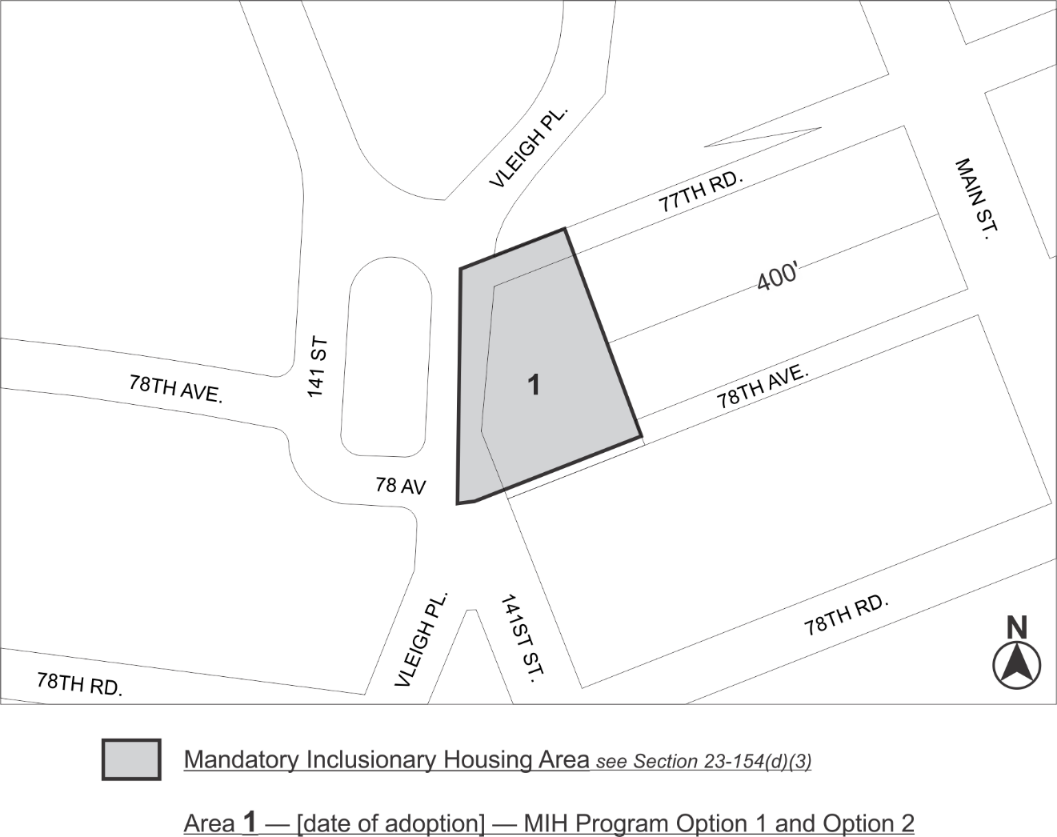 VLEIGH PL.
77TH RD.
MAIN ST.
400'
141 ST
78TH AVE.
1
78TH AVE.
78 AV
VLEIGH PL.
141ST ST.
78TH RD.
N
78TH RD.
Mandatory Inclusionary Housing Area see Section 23-154(d)(3)
Area 1 — [date of adoption] — MIH Program Option 1 and Option 2